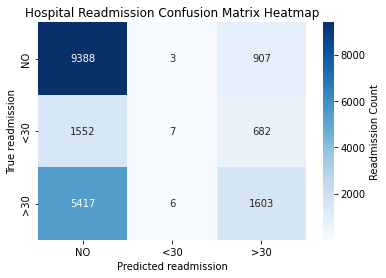 Hospital Readmission Confusion Matrix Heatmap
NO
9388
3
907
<30
1552
7
682
>30
5417
6
1603
NO
<30
>30
Predicted readmission
True readmission
8000
6000
4000
2000
Readmission Count